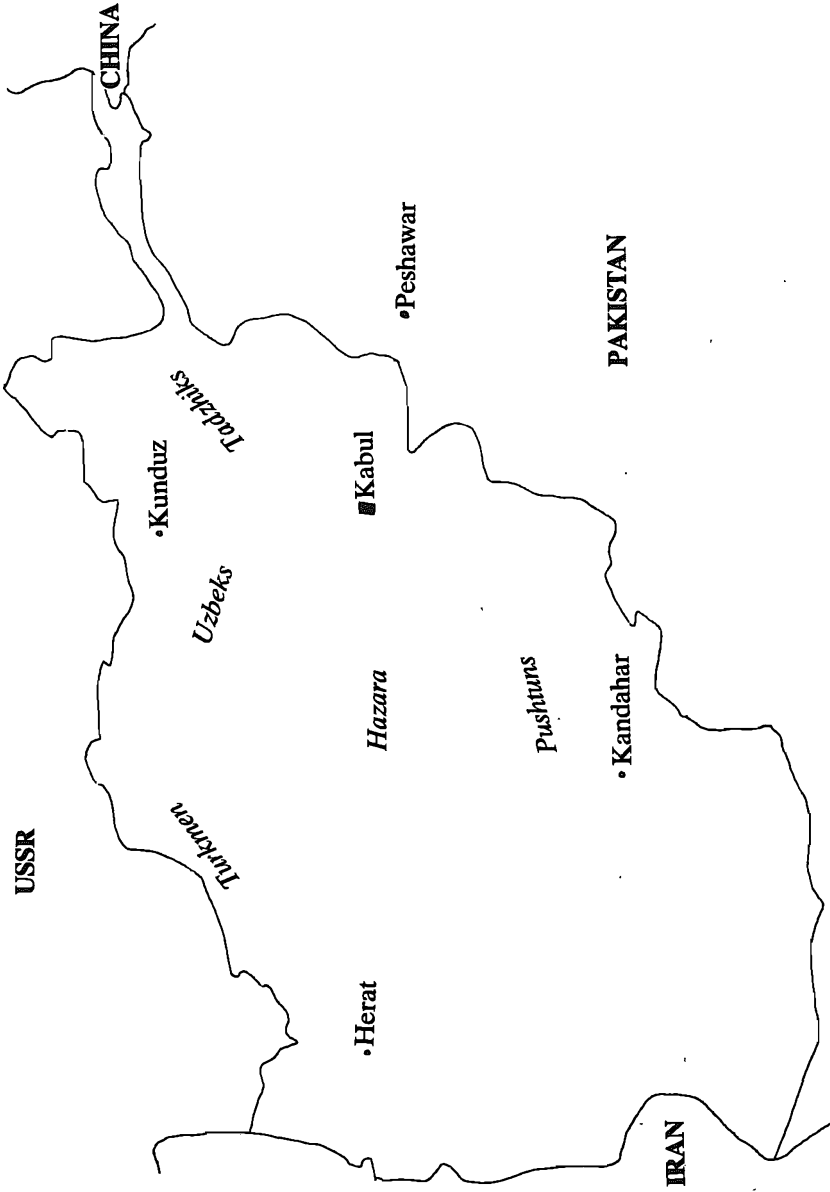 USSR
CHINA
Kunduz
Tadzhiks
Uzbeks
Turkmen
Herat
Hazara
Kabul
Peshawar
Pushtuns
Kandahar
PAKISTAN
IRAN